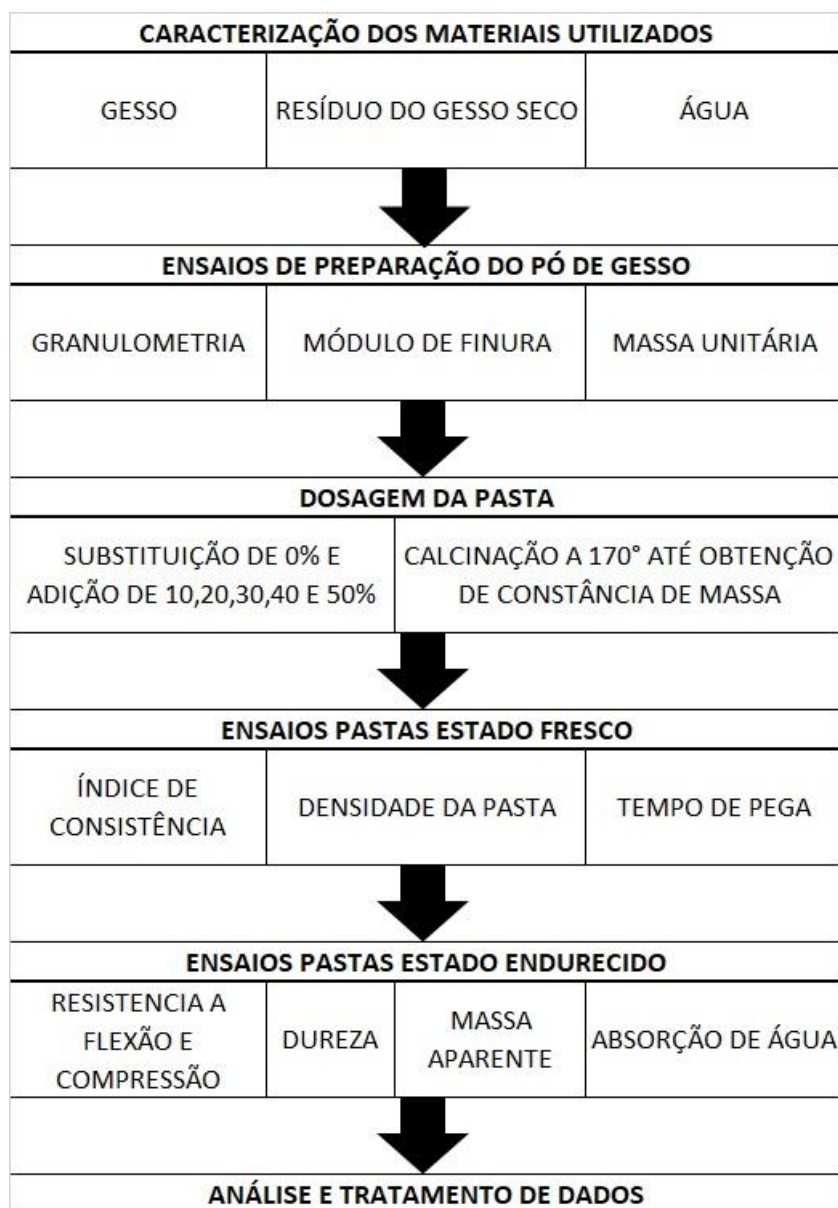 CARACTERIZAÇÃO DOS MATERIAIS UTILIZADOS
GESSO
RESÍDUO DO GESSO SECO
ÁGUA
ENSAIOS DE PREPARAÇÃO DO PÓ DE GESSO
GRANULOMETRIA
MÓDULO DE FINURA
MASSA UNITÁRIA
DOSAGEM DA PASTA
SUBSTITUIÇÃO DE 0% E
ADIÇÃO DE 10,20,30,40 E 50%
CALCINAÇÃO A 170° ATÉ OBTENÇÃO
DE CONSTÂNCIA DE MASSA
ENSAIOS PASTAS ESTADO FRESCO
ÍNDICE DE
CONSISTÊNCIA
DENSIDADE DA PASTA
TEMPO DE PEGA
ENSAIOS PASTAS ESTADO ENDURECIDO
RESISTENCIA A
FLEXÃO E
COMPRESSÃO
DUREZA
MASSA
APARENTE
ABSORÇÃO DE ÁGUA
ANÁLISE E TRATAMENTO DE DADOS